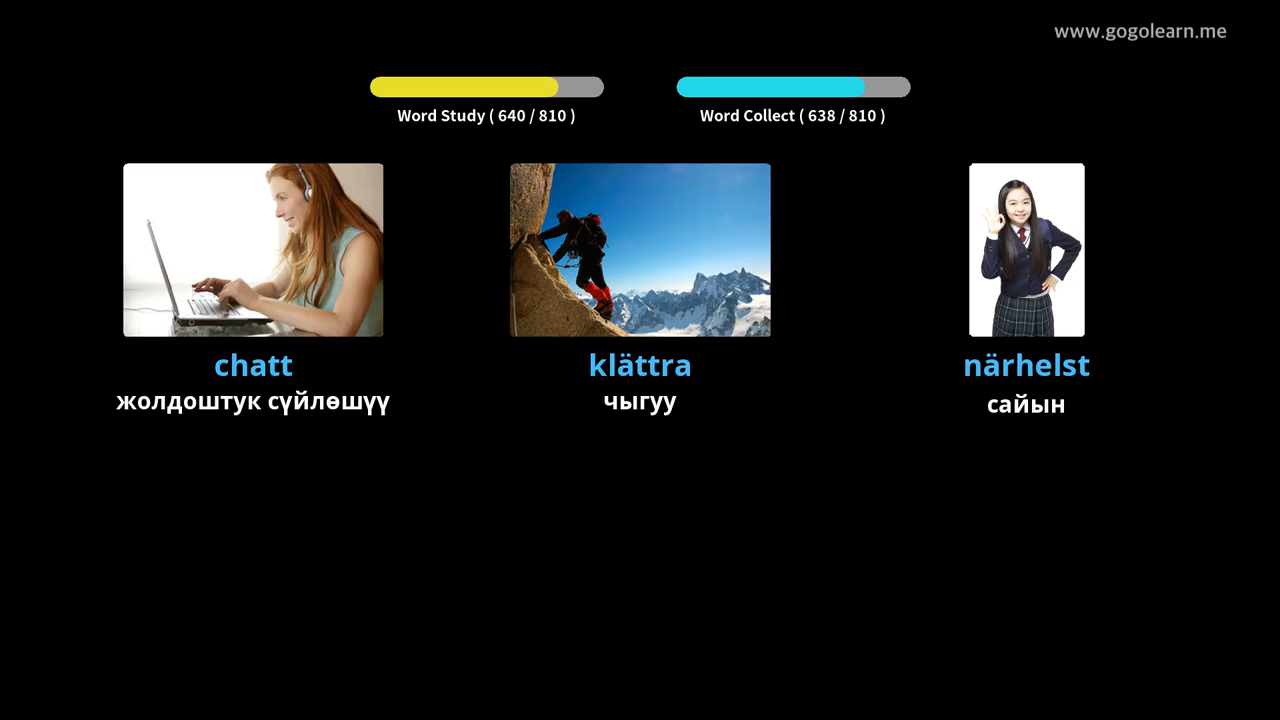 www.gogolearn.me
Word Study ( 640 / 810 )
Word Collect ( 638 / 810 )
chatt
жолдоштук сүйлөшүү
klättra
чыгуу
närhelst
сайын